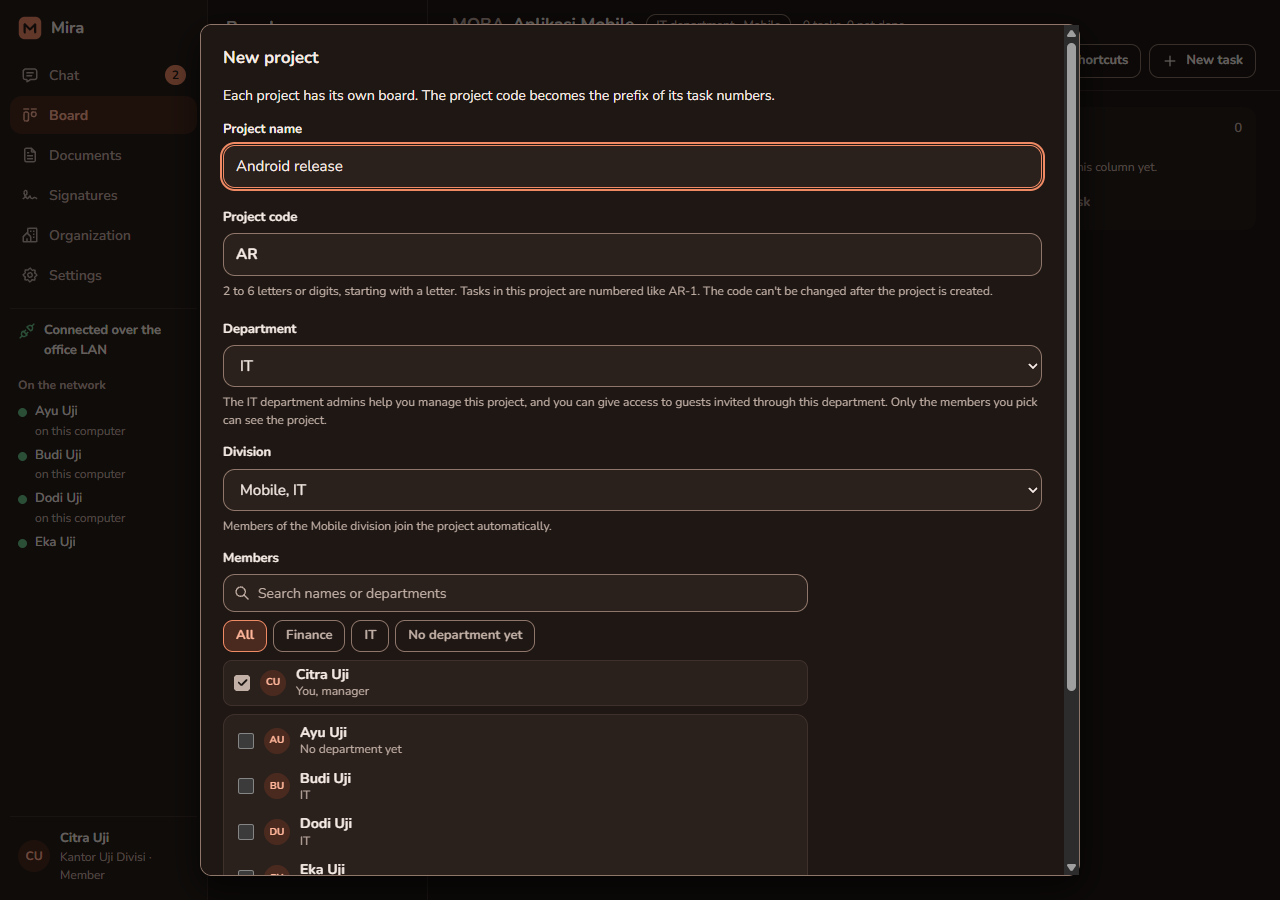 Mira
Chat
2
Board
Documents
Signatures
Organization
Settings
Connected over the
office LAN
On the network
Ayu Uji
on this computer
Budi Uji
on this computer
Dodi Uji
on this computer
Eka Uji
CU
Citra Uji
Kantor Uji Divisi ·
Member
New task
0
his column yet.
New project
Each project has its own board. The project code becomes the prefix of its task numbers.
Project name
Android release
Project code
AR
2 to 6 letters or digits, starting with a letter. Tasks in this project are numbered like AR-1. The code can't be changed after the project is created.
Department
IT
The IT department admins help you manage this project, and you can give access to guests invited through this department. Only the members you pick
can see the project.
Division
Mobile, IT
Members of the Mobile division join the project automatically.
Members
Search names or departments
All
Finance
IT
No department yet
CU
Citra Uji
You, manager
AU
Ayu Uji
No department yet
BU
Budi Uji
IT
DU
Dodi Uji
IT
Eka Uji